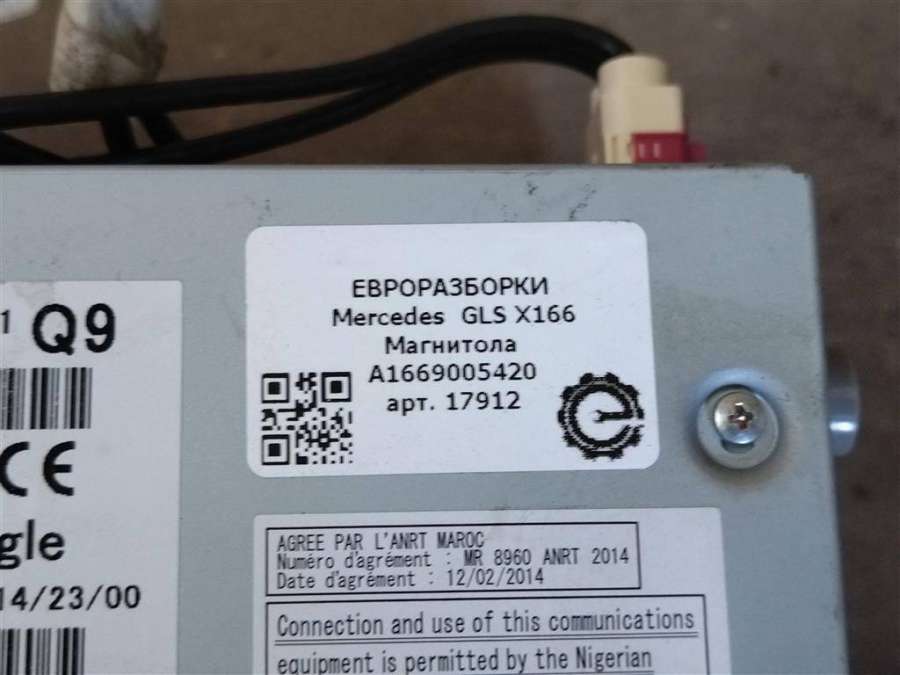 ЕВРОРАЗБОРКИ
Mercedes GLS X166
Магнитола
A1669005420
арт. 17912
1 Q9
CE
gle
14/23/00
AGREE PAR L'ANRT MAROC
Numéro d'agrément : MR 8960 ANRT 2014
Date d'agrément : 12/02/2014
Connection and use of this communications
equipment is permitted by the Nigerian